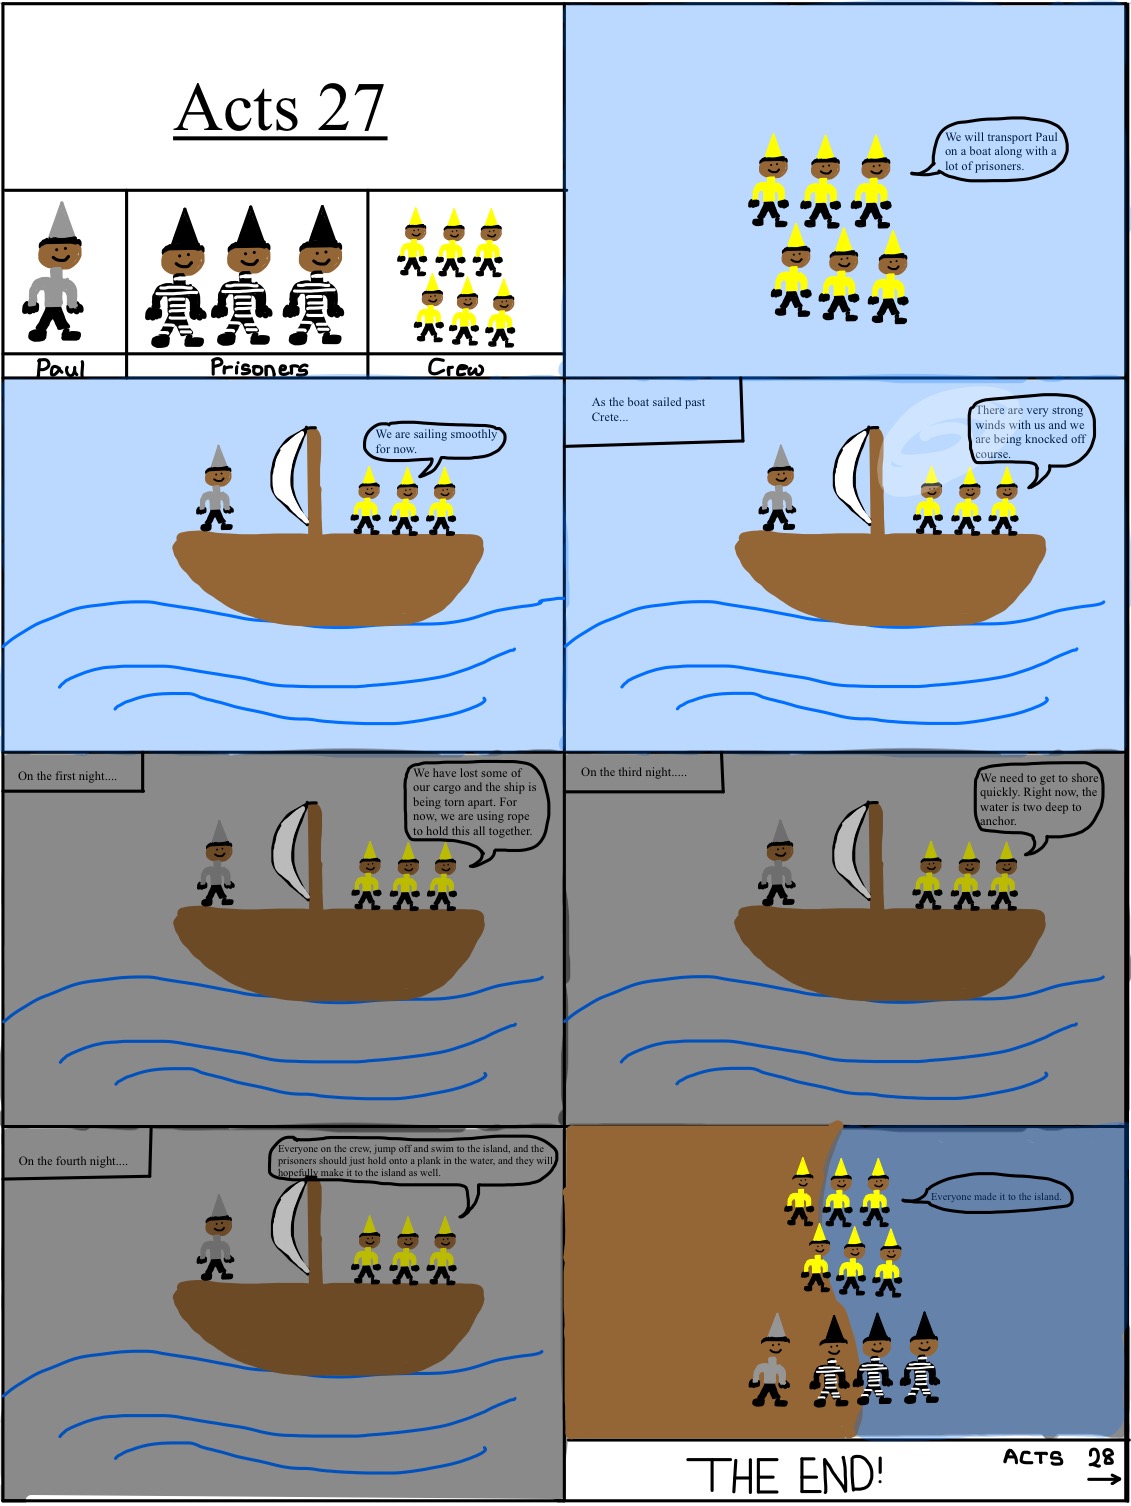 Acts 27
Paul
Prisoners
Crew
We will transport Paul
on a boat along with a
lot of prisoners.
We are sailing smoothly
for now.
As the boat sailed past
Crete...
There are very strong
winds with us and we
are being knocked off
course.
On the first night....
We have lost some of
our cargo and the ship is
being torn apart. For
now, we are using rope
to hold this all together.
On the third night.....
We need to get to shore
quickly. Right now, the
water is two deep to
anchor.
On the fourth night....
Everyone on the crew, jump off and swim to the island, and the
prisoners should just hold onto a plank in the water, and they will
hopefully make it to the island as well.
Everyone made it to the island.
THE END!
ACTS 28